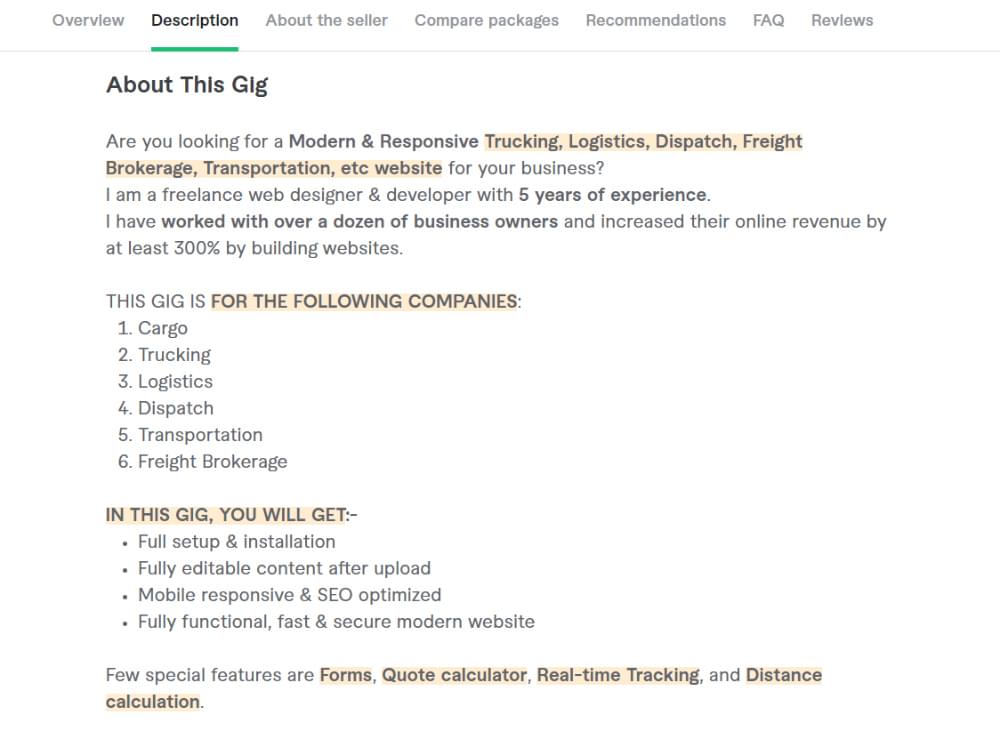 Overview Description About the seller Compare packages Recommendations FAQ Reviews
About This Gig
Are you looking for a Modern & Responsive Trucking, Logistics, Dispatch, Freight
Brokerage, Transportation, etc website for your business?
I am a freelance web designer & developer with 5 years of experience.
I have worked with over a dozen of business owners and increased their online revenue by
at least 300% by building websites.
THIS GIG IS FOR THE FOLLOWING COMPANIES:
1. Cargo
2. Trucking
3. Logistics
4. Dispatch
5. Transportation
6. Freight Brokerage
IN THIS GIG, YOU WILL GET:-
• Full setup & installation
• Fully editable content after upload
• Mobile responsive & SEO optimized
• Fully functional, fast & secure modern website
Few special features are Forms, Quote calculator, Real-time Tracking, and Distance
calculation.